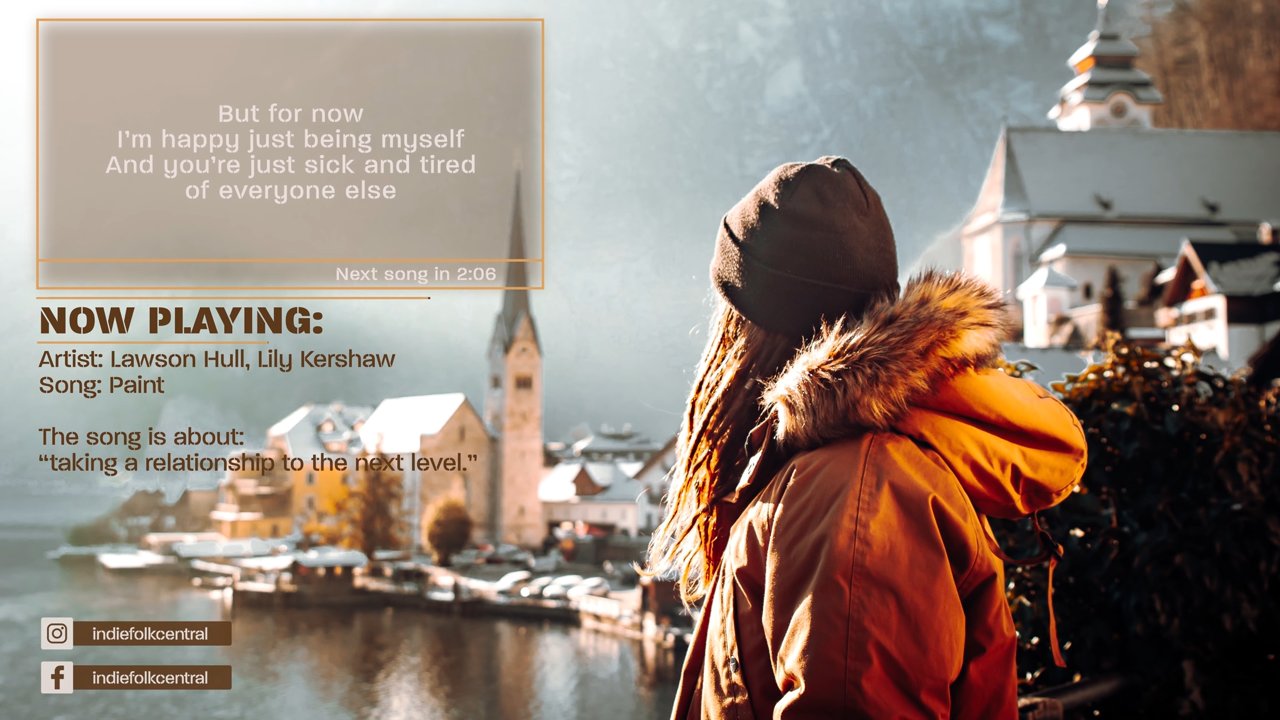 But for now
I'm happy just being myself
And you're just sick and tired
of everyone else
Next song in 2:06
NOW PLAYING:
Artist: Lawson Hull, Lily Kershaw
Song: Paint
The song is about:
“taking a relationship to the next level.”
indiefolkcentral
indiefolkcentral